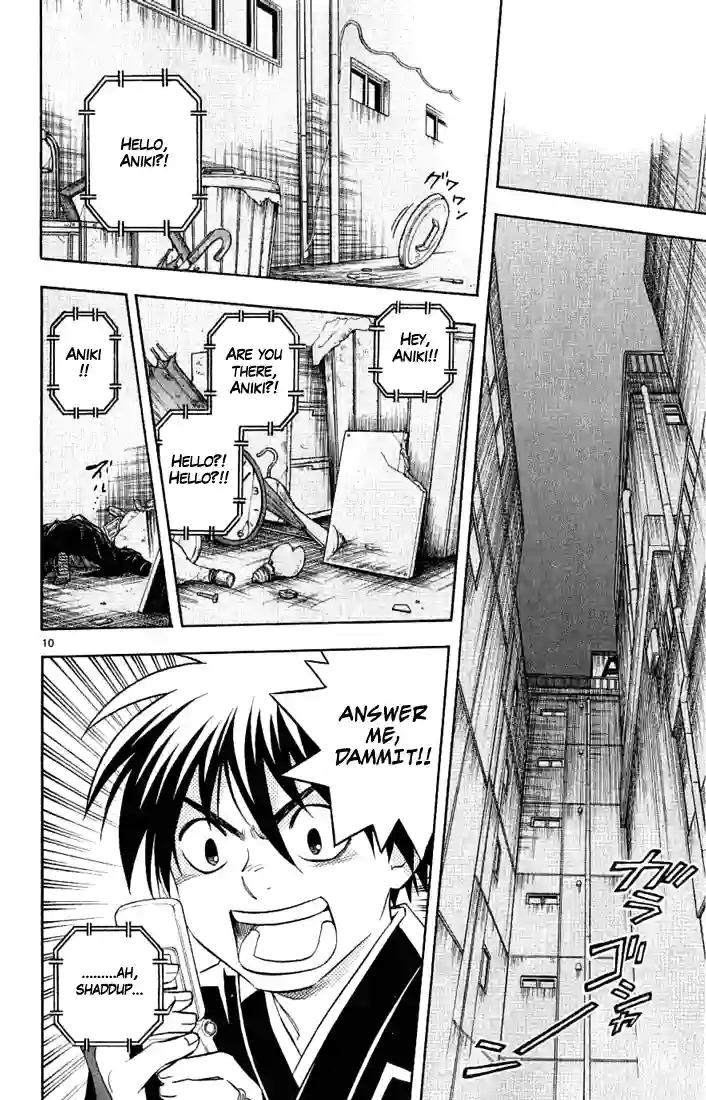 ガラ
ゴシャ
ーン
グワワン
HELLO,
ANIKI?!
HEY,
ANIKI!!
ARE YOU
THERE,
ANIKI?!
HELLO?!
HELLO?!!
ANIKI
!!
10
ANSWER
ME,
DAMMIT!!
.........AH,
SHADDUP...